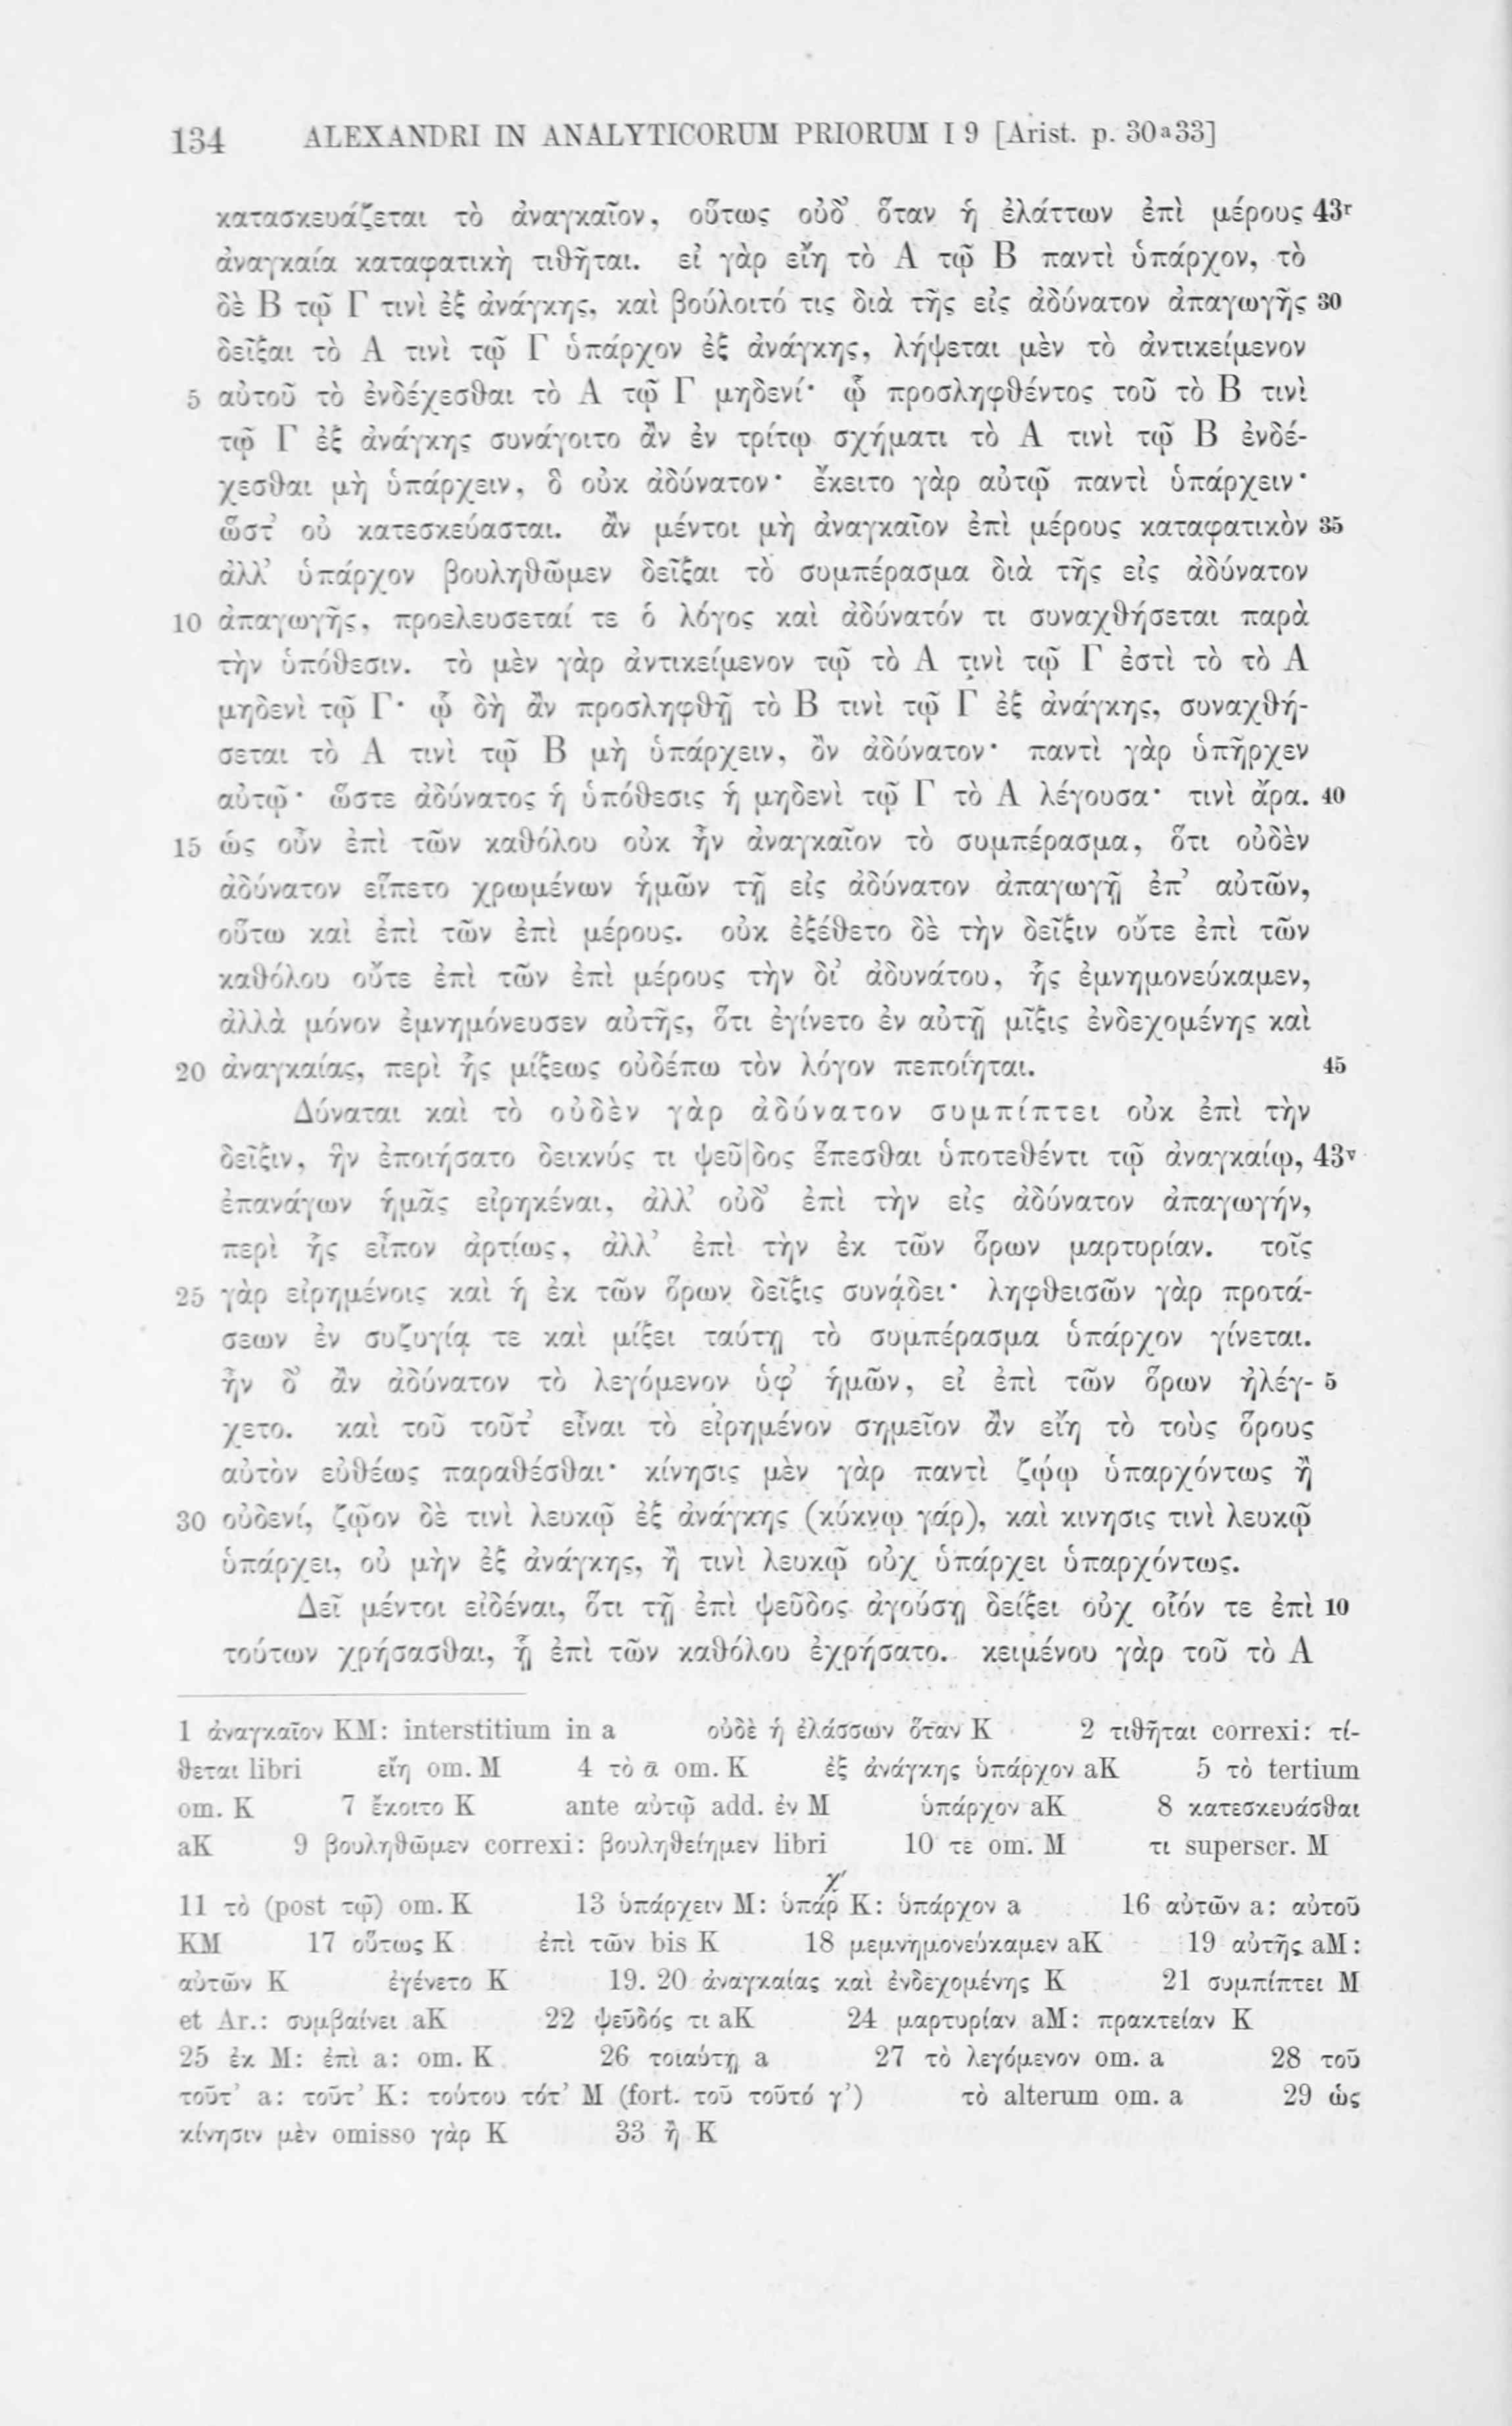 134 ALEXANDRI IN ANALYTICORUM PRIORUM I 9 [Arist. p. 30a33]
κατασκευάζεται τὸ ἀναγκαῖον, οὕτως οὐδ' ὅταν ἡ ἐλάττων ἐπὶ μέρους 43r
ἀναγκαία καταφατικὴ τιθῆται. εἰ γὰρ εἴη τὸ Α τῷ Β παντὶ ὑπάρχον, τὸ
δὲ Β τῷ Γ τινὶ ἐξ ἀνάγκης, καὶ βούλοιτό τις διὰ τῆς εἰς ἀδύνατον ἀπαγωγῆς 30
δεῖξαι τὸ Α τινὶ τῷ Γ ὑπάρχον ἐξ ἀνάγκης, λήψεται μὲν τὸ ἀντικείμενον
5 αὐτοῦ τὸ ἐνδέχεσθαι τὸ Α τῷ Γ μηδενί· ᾧ προσληφθέντος τοῦ τὸ Β τινὶ
τῷ Γ ἐξ ἀνάγκης συνάγοιτο ἂν ἐν τρίτῳ σχήματι τὸ Α τινὶ τῷ Β ἐνδέ-
χεσθαι μὴ ὑπάρχειν, ὃ οὐκ ἀδύνατον· ἔκειτο γὰρ αὐτῷ παντὶ ὑπάρχειν·
ὥστ' οὐ κατεσκεύασται. ἂν μέντοι μὴ ἀναγκαῖον ἐπὶ μέρους καταφατικὸν 35
ἀλλ' ὑπάρχον βουληθῶμεν δεῖξαι τὸ συμπέρασμα διὰ τῆς εἰς ἀδύνατον
10 ἀπαγωγῆς, προελευσεταί τε ὁ λόγος καὶ ἀδύνατόν τι συναχθήσεται παρὰ
τὴν ὑπόθεσιν. τὸ μὲν γὰρ ἀντικείμενον τῷ τὸ Α τινὶ τῷ Γ ἐστὶ τὸ τὸ Α
μηδενὶ τῷ Γ· ᾧ δὴ ἂν προσληφθῇ τὸ Β τινὶ τῷ Γ ἐξ ἀνάγκης, συναχθή-
σεται τὸ Α τινὶ τῷ Β μὴ ὑπάρχειν, ὂν ἀδύνατον· παντὶ γὰρ ὑπῆρχεν
αὐτῷ· ὥστε ἀδύνατος ἡ ὑπόθεσις ἡ μηδενὶ τῷ Γ τὸ Α λέγουσα· τινὶ ἄρα. 40
15 ὡς οὖν ἐπὶ τῶν καθόλου οὐκ ἦν ἀναγκαῖον τὸ συμπέρασμα, ὅτι οὐδὲν
ἀδύνατον εἵπετο χρωμένων ἡμῶν τῇ εἰς ἀδύνατον ἀπαγωγῇ ἐπ' αὐτῶν,
οὕτω καὶ ἐπὶ τῶν ἐπὶ μέρους. οὐκ ἐξέθετο δὲ τὴν δεῖξιν οὔτε ἐπὶ τῶν
καθόλου οὔτε ἐπὶ τῶν ἐπὶ μέρους τὴν δι' ἀδυνάτου, ἧς ἐμνημονεύκαμεν,
ἀλλὰ μόνον ἐμνημόνευσεν αὐτῆς, ὅτι ἐγίνετο ἐν αὐτῇ μῖξις ἐνδεχομένης καὶ
20 ἀναγκαίας, περὶ ἧς μίξεως οὐδέπω τὸν λόγον πεποίηται. 45
Δύναται καὶ τὸ οὐδὲν γὰρ ἀδύνατον συμπίπτει οὐκ ἐπὶ τὴν
δεῖξιν, ἣν ἐποιήσατο δεικνύς τι ψεῦ|δος ἕπεσθαι ὑποτεθέντι τῷ ἀναγκαίῳ, 43v
ἐπανάγων ἡμᾶς εἰρηκέναι, ἀλλ' οὐδ' ἐπὶ τὴν εἰς ἀδύνατον ἀπαγωγήν,
περὶ ἧς εἶπον ἀρτίως, ἀλλ' ἐπὶ τὴν ἐκ τῶν ὅρων μαρτυρίαν. τοῖς
25 γὰρ εἰρημένοις καὶ ἡ ἐκ τῶν ὅρων δεῖξις συνᾴδει· ληφθεισῶν γὰρ προτά-
σεων ἐν συζυγίᾳ τε καὶ μίξει ταύτῃ τὸ συμπέρασμα ὑπάρχον γίνεται.
ἦν δ' ἂν ἀδύνατον τὸ λεγόμενον ὑφ' ἡμῶν, εἰ ἐπὶ τῶν ὅρων ἠλέγ- 5
χετο. καὶ τοῦ τοῦτ' εἶναι τὸ εἰρημένον σημεῖον ἂν εἴη τὸ τοὺς ὅρους
αὐτὸν εὐθέως παραθέσθαι· κίνησις μὲν γὰρ παντὶ ζῴῳ ὑπαρχόντως ἢ
30 οὐδενί, ζῷον δὲ τινὶ λευκῷ ἐξ ἀνάγκης (κύκνῳ γάρ), καὶ κινησις τινὶ λευκῷ
ὑπάρχει, οὐ μὴν ἐξ ἀνάγκης, ἢ τινὶ λευκῷ οὐχ ὑπάρχει ὑπαρχόντως.
Δεῖ μέντοι εἰδέναι, ὅτι τῇ ἐπὶ ψεῦδος ἀγούσῃ δείξει οὐχ οἷόν τε ἐπὶ 10
τούτων χρήσασθαι, ᾗ ἐπὶ τῶν καθόλου ἐχρήσατο. κειμένου γὰρ τοῦ τὸ Α
1 ἀναγκαῖον KM: interstitium in a οὐδὲ ἡ ἐλάσσων ὅταν K 2 τιθῆται correxi: τί-
θεται libri εἴη om. M 4 τὸ ᾱ om. K ἐξ ἀνάγκης ὑπάρχον aK 5 τὸ tertium
om. K 7 ἔκοιτο K ante αὐτῷ add. ἐν M ὑπάρχον aK 8 κατεσκευάσθαι
aK 9 βουληθῶμεν correxi: βουληθείημεν libri 10 τε om. M τι superscr. M
11 τὸ (post τῷ) om. K 13 ὑπάρχειν M: ὑπάρχ' K: ὑπάρχον a 16 αὐτῶν a: αὐτοῦ
KM 17 οὕτως K ἐπὶ τῶν bis K 18 μεμνημονεύκαμεν aK 19 αὐτῆς aM:
αὐτῶν K ἐγένετο K 19. 20 ἀναγκαίας καὶ ἐνδεχομένης K 21 συμπίπτει M
et Ar.: συμβαίνει aK 22 ψεῦδός τι aK 24 μαρτυρίαν aM: πρακτείαν K
25 ἐκ M: ἐπὶ a: om. K 26 τοιαύτῃ a 27 τὸ λεγόμενον om. a 28 τοῦ
τοῦτ' a: τοῦτ' K: τούτου τότ' M (fort. τοῦ τοῦτό γ') τὸ alterum om. a 29 ὡς
κίνησιν μὲν omisso γὰρ K 33 ἢ K